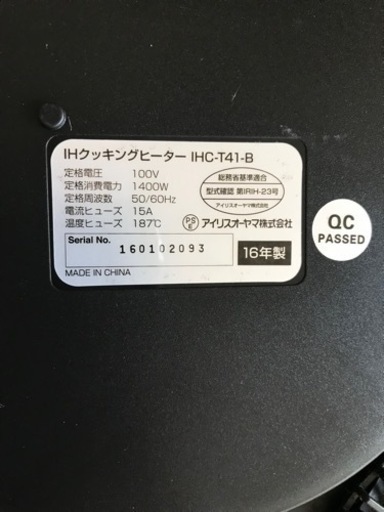 IHクッキングヒーター IHC-T41-B
定格電圧 100V
定格消費電力 1400W
定格周波数 50/60Hz
電流ヒューズ 15A
温度ヒューズ 187℃
総務省基準適合
型式確認 第IRIH-23号
アイリスオーヤマ株式会社
PS E アイリスオーヤマ株式会社
Serial No. 160102093
16年製
MADE IN CHINA
QC
PASSED